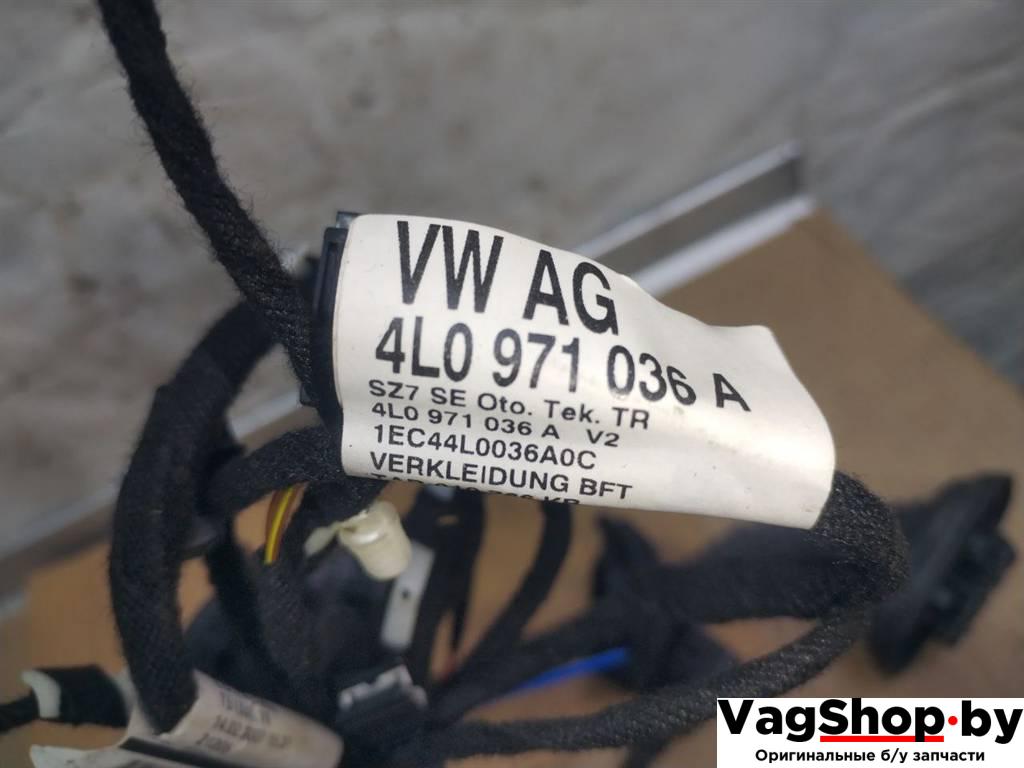 VW AG
4L0 971 036 A
SZ7 SE Oto. Tek. TR
4L0 971 036 A V2
1EC44L0036A0C
VERKLEIDUNG BFT
VagShop.by
Оригинальные б/у запчасти